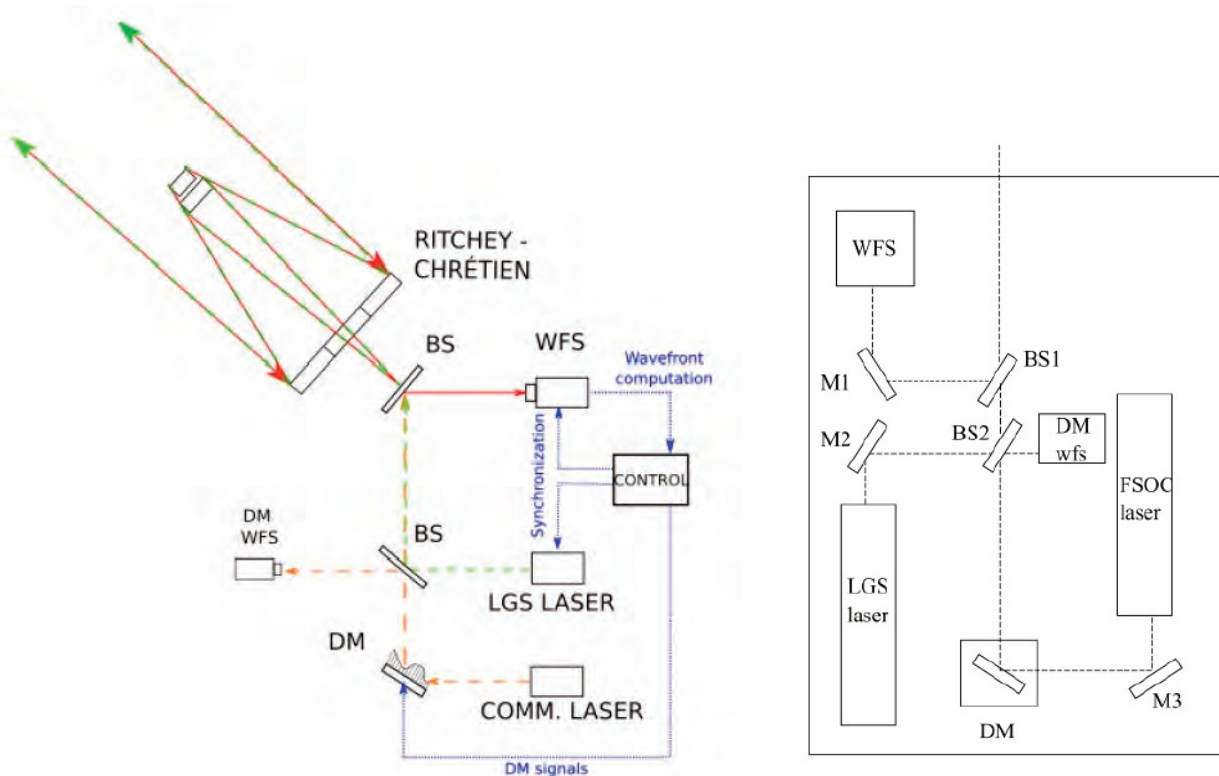 RITCHEY -
CHRÉTIEN
BS
WFS
Wavefront
computation
Synchronization
CONTROL
DM
WFS
BS
LGS LASER
DM
COMM. LASER
DM signals
WFS
M1
BS1
M2
BS2
DM
wfs
FSOC
laser
LGS
laser
DM
M3